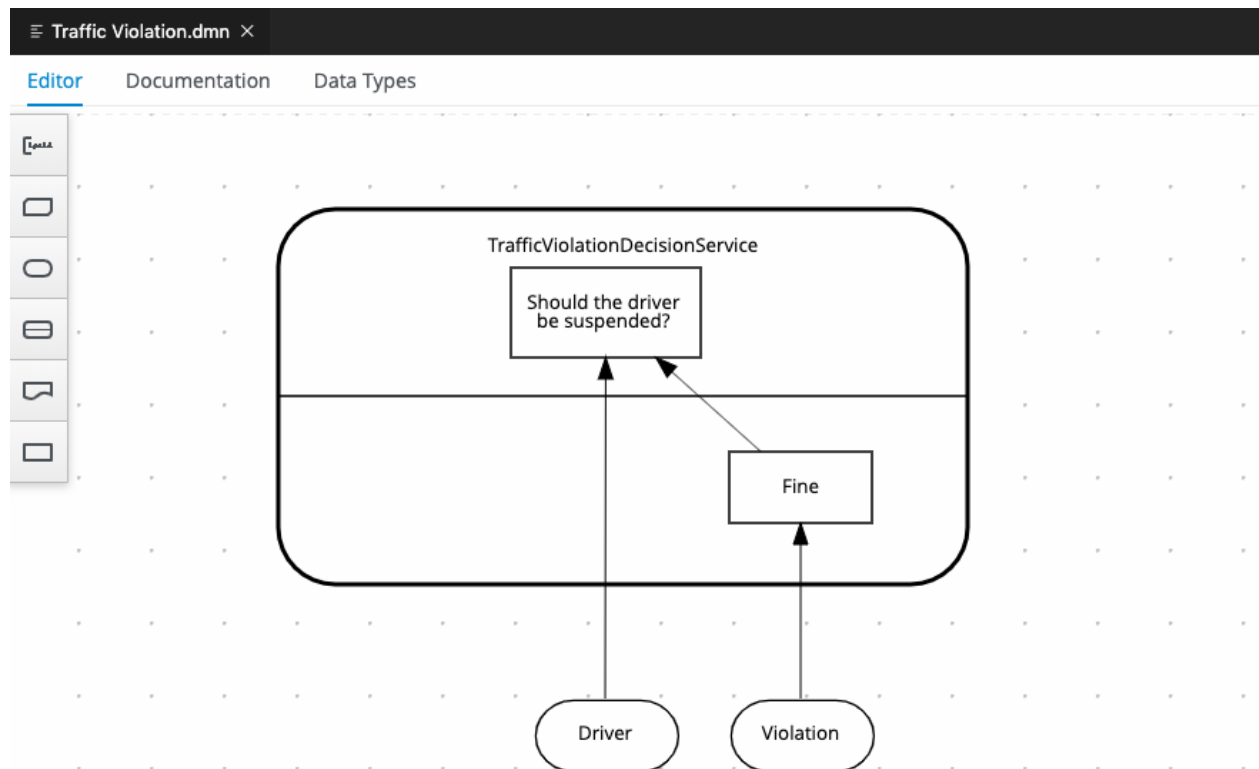 Traffic Violation.dmn
Editor Documentation Data Types
TrafficViolationDecisionService
Should the driver
be suspended?
Fine
Driver Violation